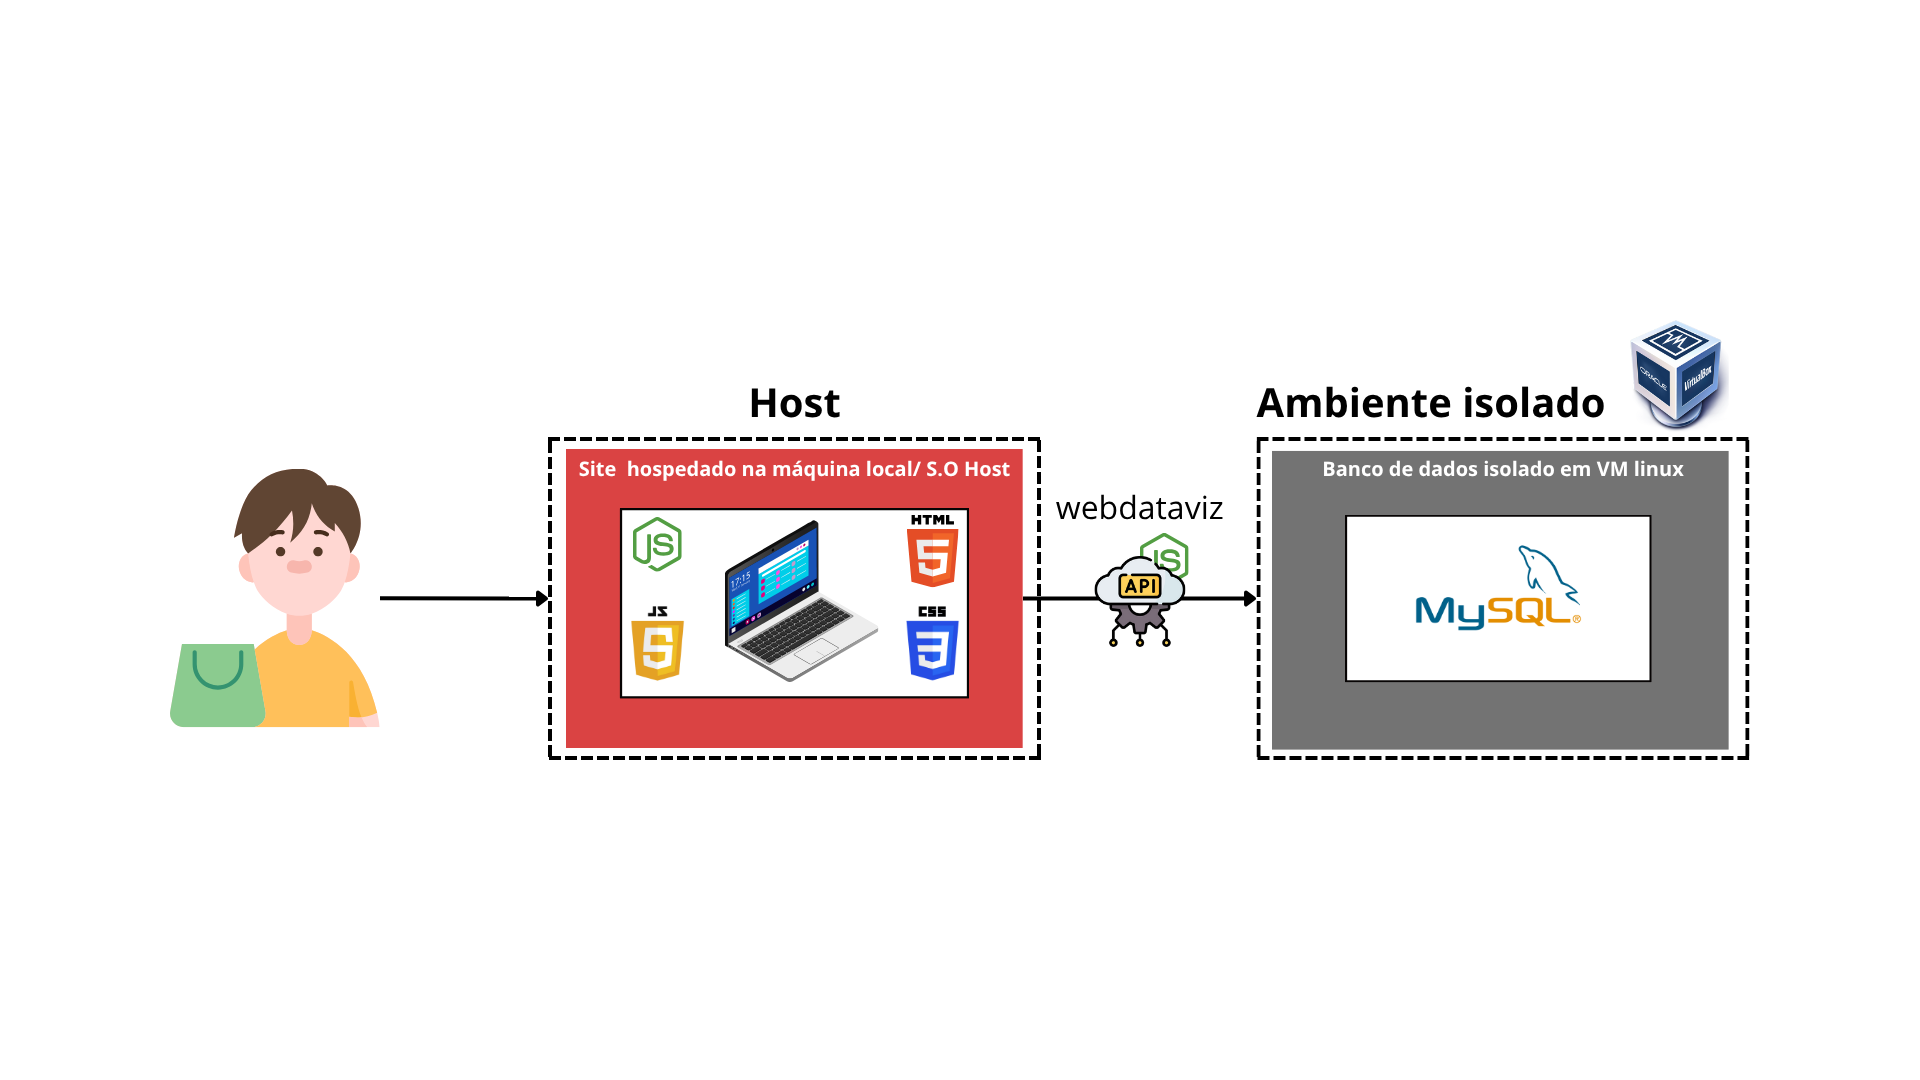 Host
Ambiente isolado
ORACLE
VirtualBox
Site  hospedado na máquina local/ S.O Host
Banco de dados isolado em VM linux
webdataviz
JS
HTML
5
17:15
JS
5
CSS
3
JS
API
MySQL®